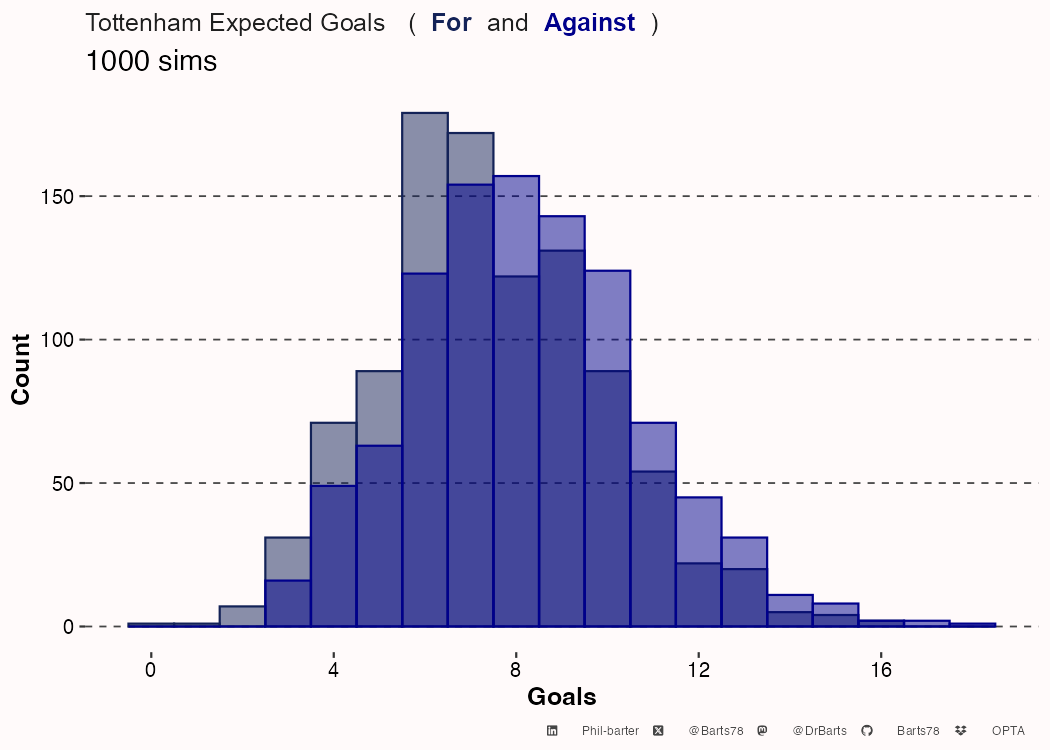 Tottenham Expected Goals ( For and Against )
1000 sims
150
100
50
0
Count
0 4 8 12 16
Goals
Phil-barter @Barts78 @DrBarts Barts78 OPTA